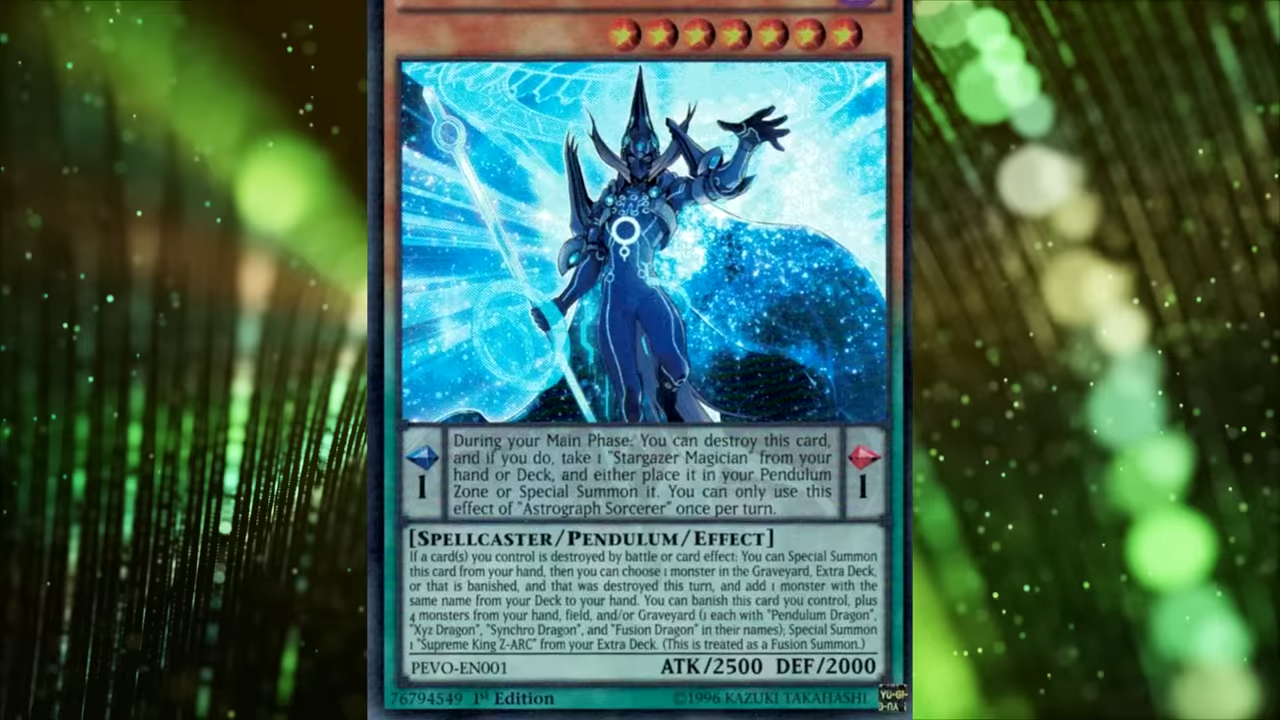 During your Main Phase: You can destroy this card,
and if you do, take 1 "Stargazer Magician" from your
hand or Deck, and either place it in your Pendulum
Zone or Special Summon it. You can only use this
effect of "Astrograph Sorcerer" once per turn.
1
1
[SPELLCASTER/PENDULUM/EFFECT]
If a card(s) you control is destroyed by battle or card effect: You can Special Summon
this card from your hand, then you can choose 1 monster in the Graveyard, Extra Deck,
or that is banished, and that was destroyed this turn, and add 1 monster with the
same name from your Deck to your hand. You can banish this card you control, plus
4 monsters from your hand, field, and/or Graveyard (1 each with "Pendulum Dragon",
"Xyz Dragon", "Synchro Dragon", and "Fusion Dragon" in their names); Special Summon
1 "Supreme King Z-ARC" from your Extra Deck. (This is treated as a Fusion Summon.)
PEVO-EN001 ATK/2500 DEF/2000
76794549 1st Edition ©1996 KAZUKI TAKAHASHI
YU-GI-